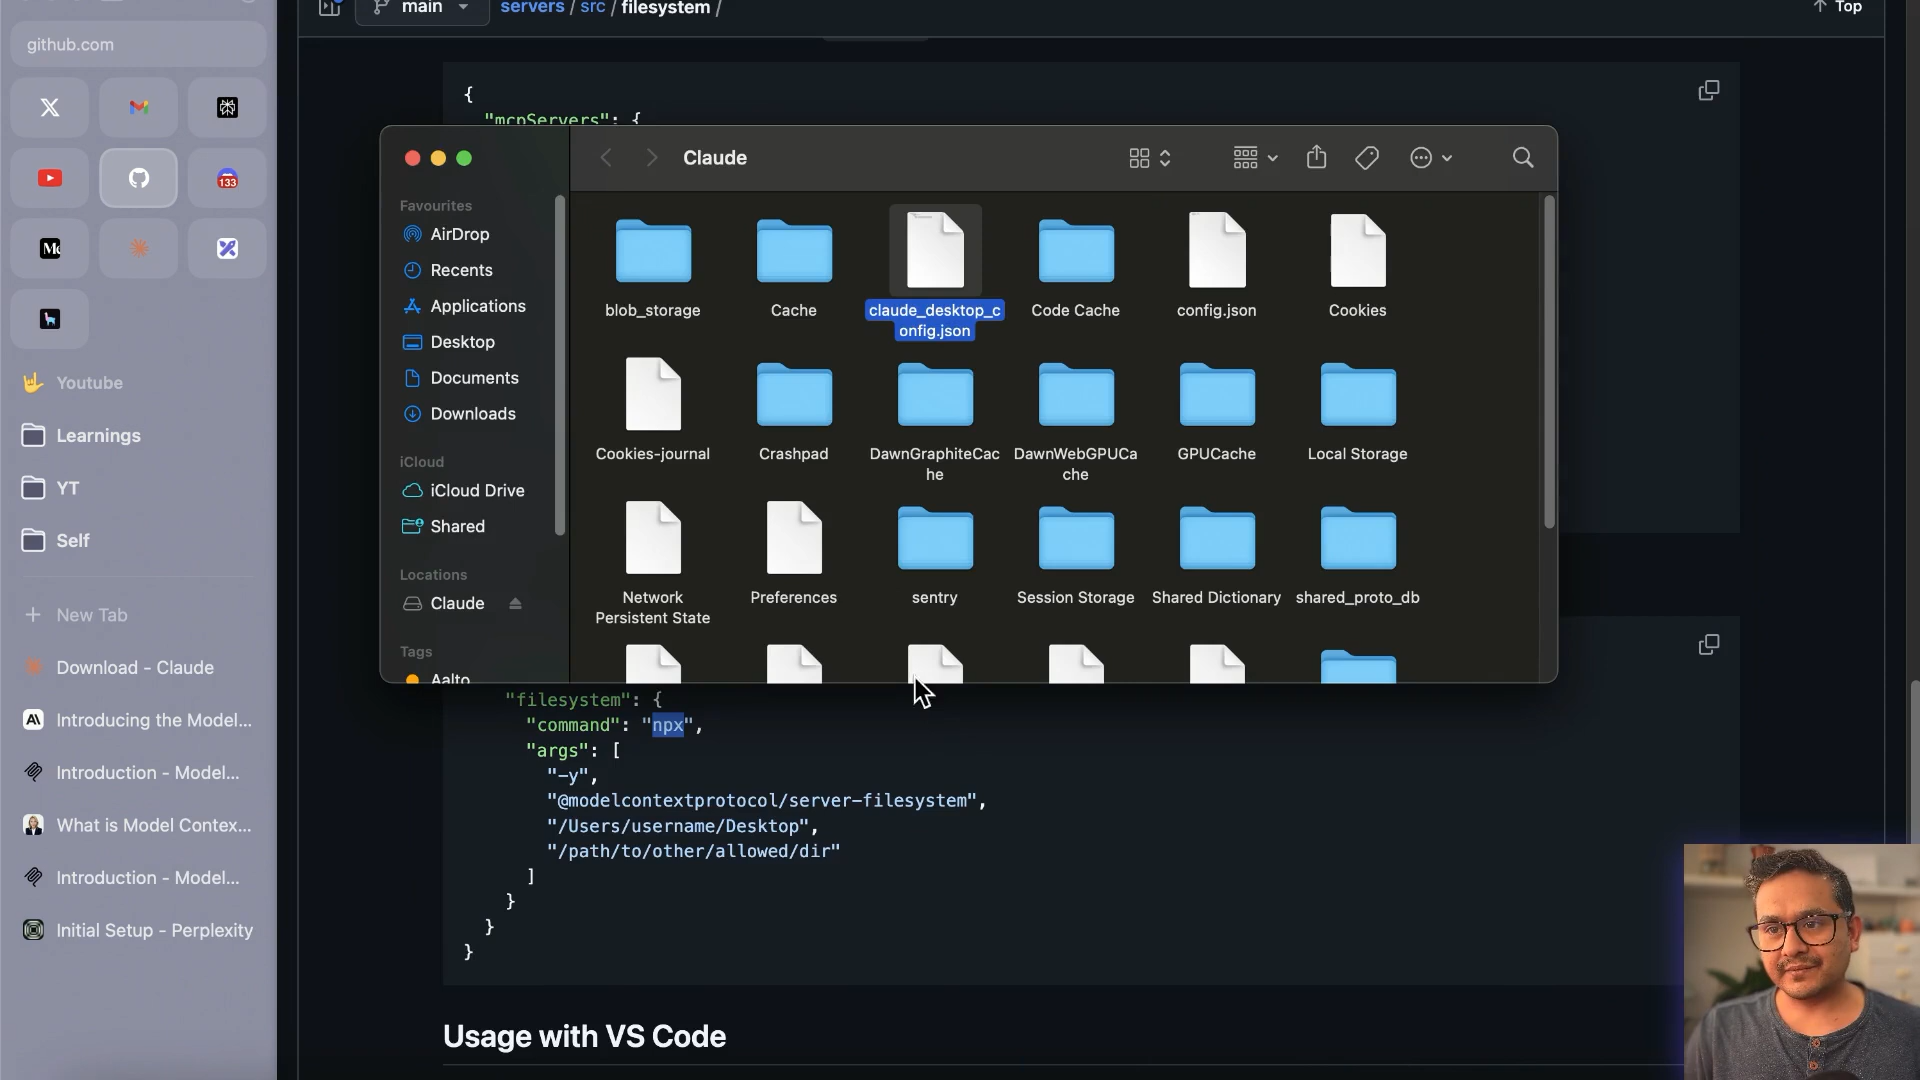 github.com
133
Youtube
Learnings
YT
Self
New Tab
Download - Claude
Introducing the Model...
Introduction - Model...
What is Model Contex...
Introduction - Model...
Initial Setup - Perplexity
main
servers / src / filesystem /
Top
{
"mcpServers": {
Claude
Favourites
AirDrop
Recents
Applications
Desktop
Documents
Downloads
iCloud
iCloud Drive
Shared
Locations
Claude
Tags
Aalto
blob_storage
Cache
claude_desktop_c
onfig.json
Code Cache
config.json
Cookies
Cookies-journal
Crashpad
DawnGraphiteCac
he
DawnWebGPUCa
che
GPUCache
Local Storage
Network
Persistent State
Preferences
sentry
Session Storage
Shared Dictionary
shared_proto_db
"filesystem": {
"command": "npx",
"args": [
"-y",
"@modelcontextprotocol/server-filesystem",
"/Users/username/Desktop",
"/path/to/other/allowed/dir"
]
}
}
}
Usage with VS Code